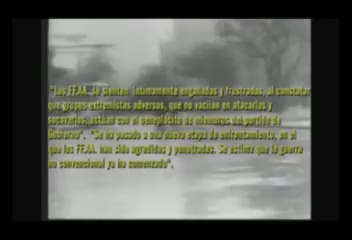 "Las FF.AA. se sienten íntimamente engañadas y frustradas, al constatar
que grupos extremistas adversos, que no vacilan en atacarlas y
socavarlas, actúan con el beneplácito de miembros del partido de
Gobierno". "Se ha pasado a una nueva etapa de enfrentamiento, en el
que las FF.AA. han sido agredidas y penetradas. Se estima que la guerra
no convencional ya ha comenzado".